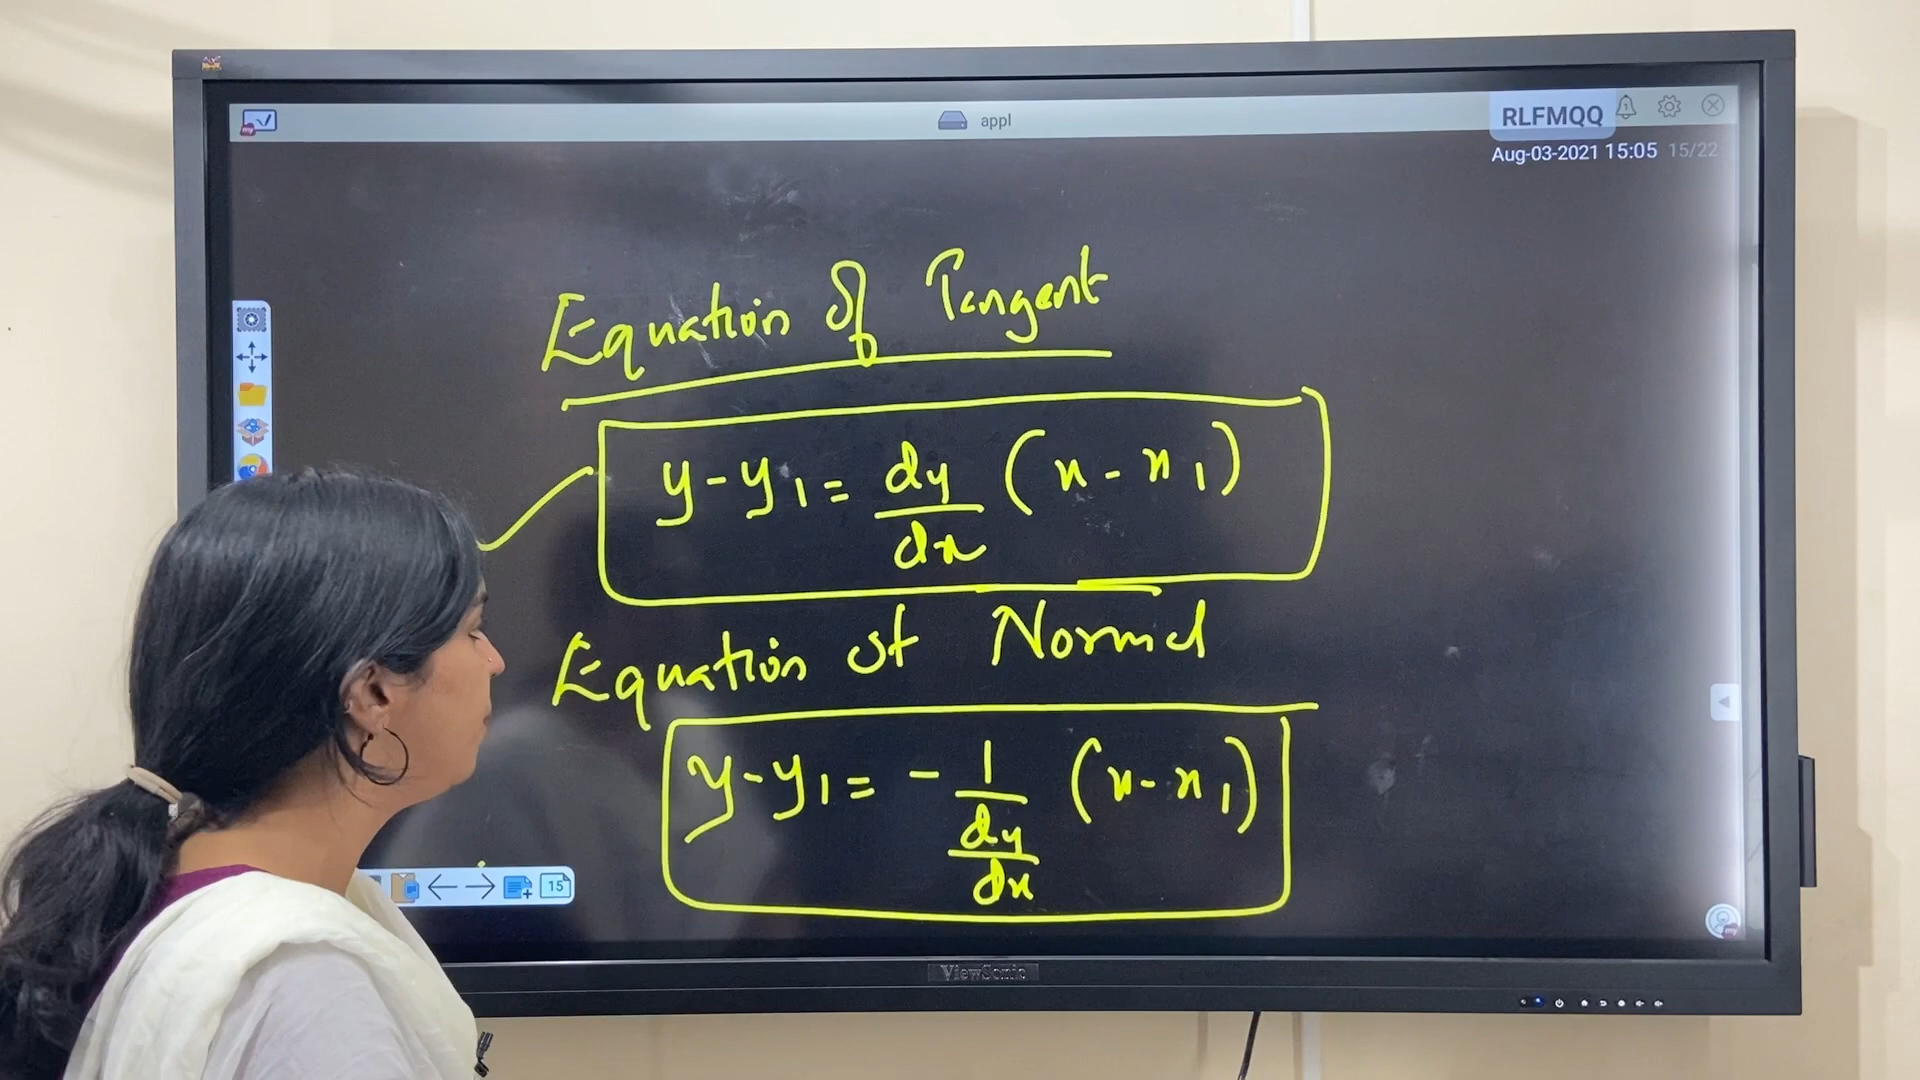 appl
RLFMQQ
Aug-03-2021 15:05 15/22
Equation of Tangent
y-y1 = dy/dx (x-x1)
Equation of Normal
y-y1 = - 1/(dy/dx) (x-x1)
15
ViewSonic